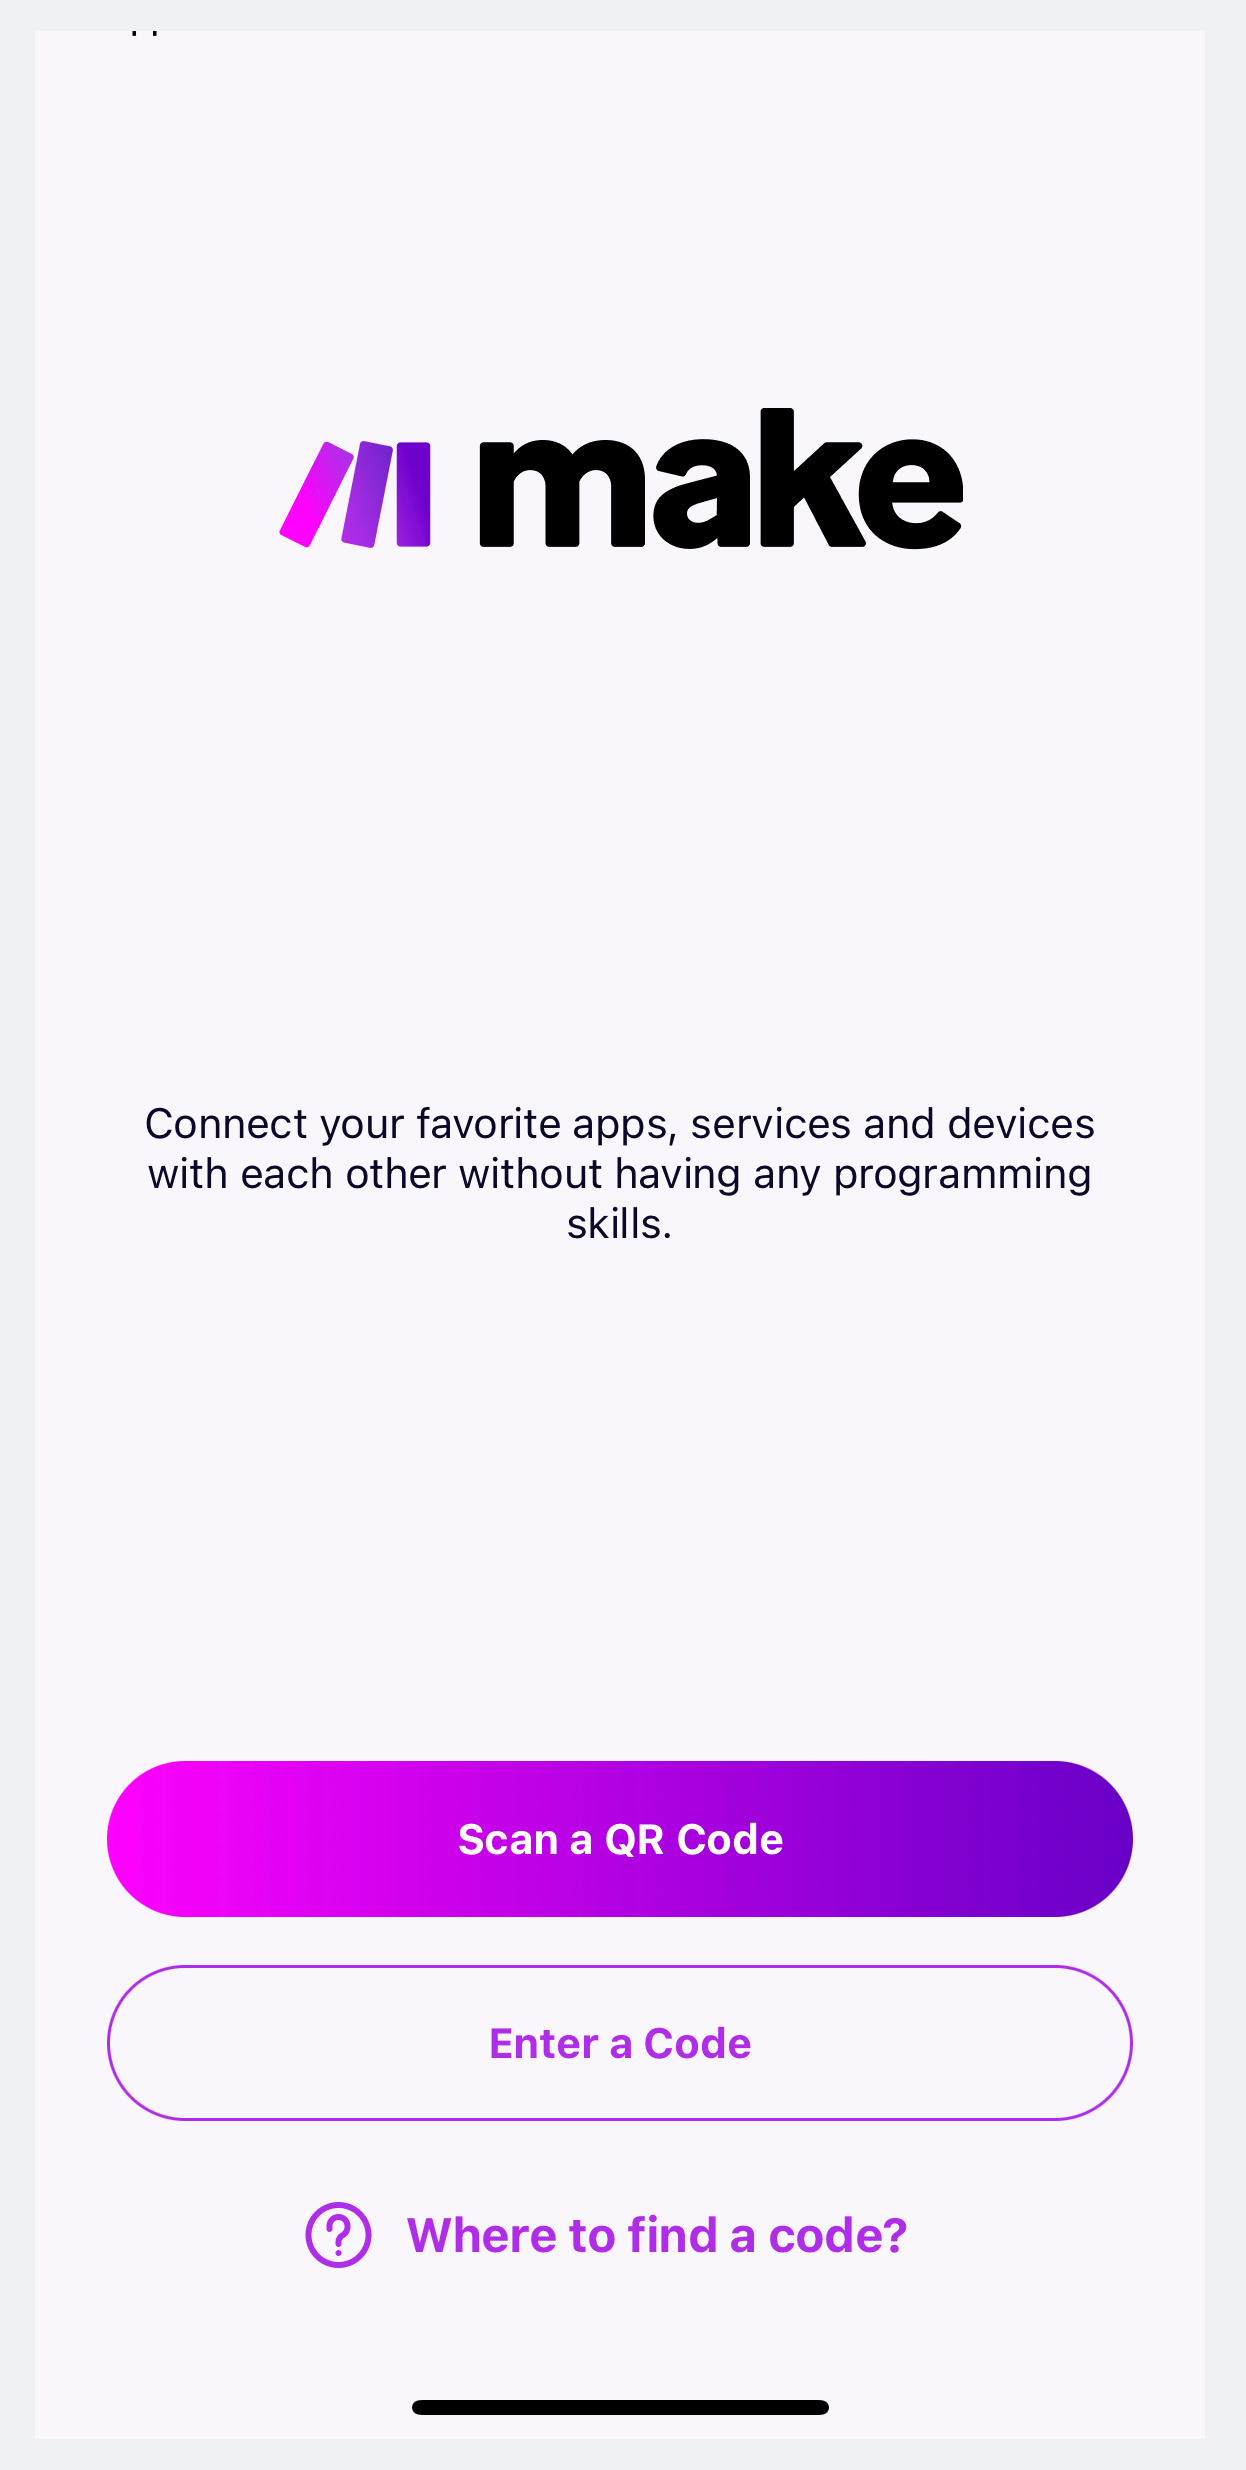 make
Connect your favorite apps, services and devices
with each other without having any programming
skills.
Scan a QR Code
Enter a Code
Where to find a code?